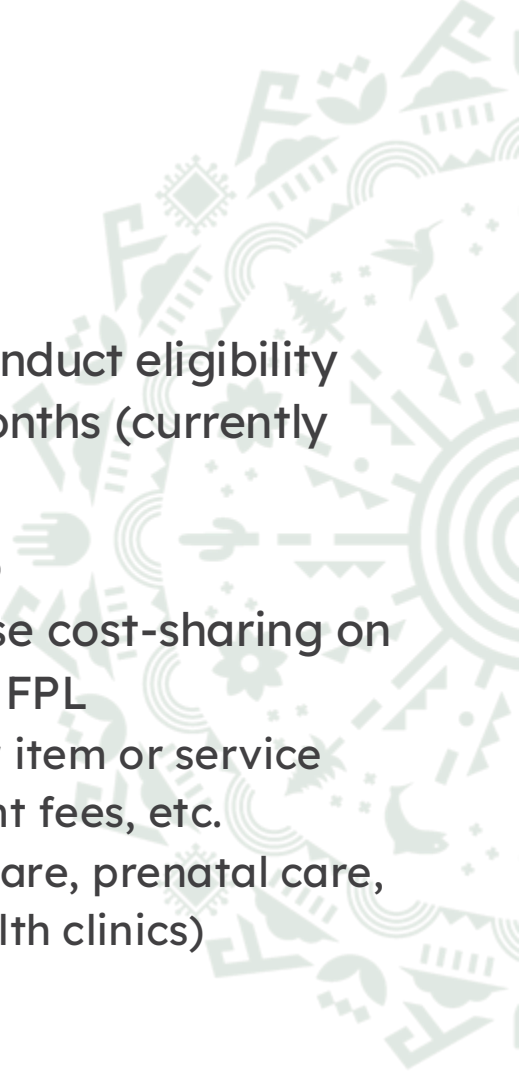 nduct eligibility
onths (currently
)
se cost-sharing on
FPL
item or service
nt fees, etc.
are, prenatal care,
lth clinics)